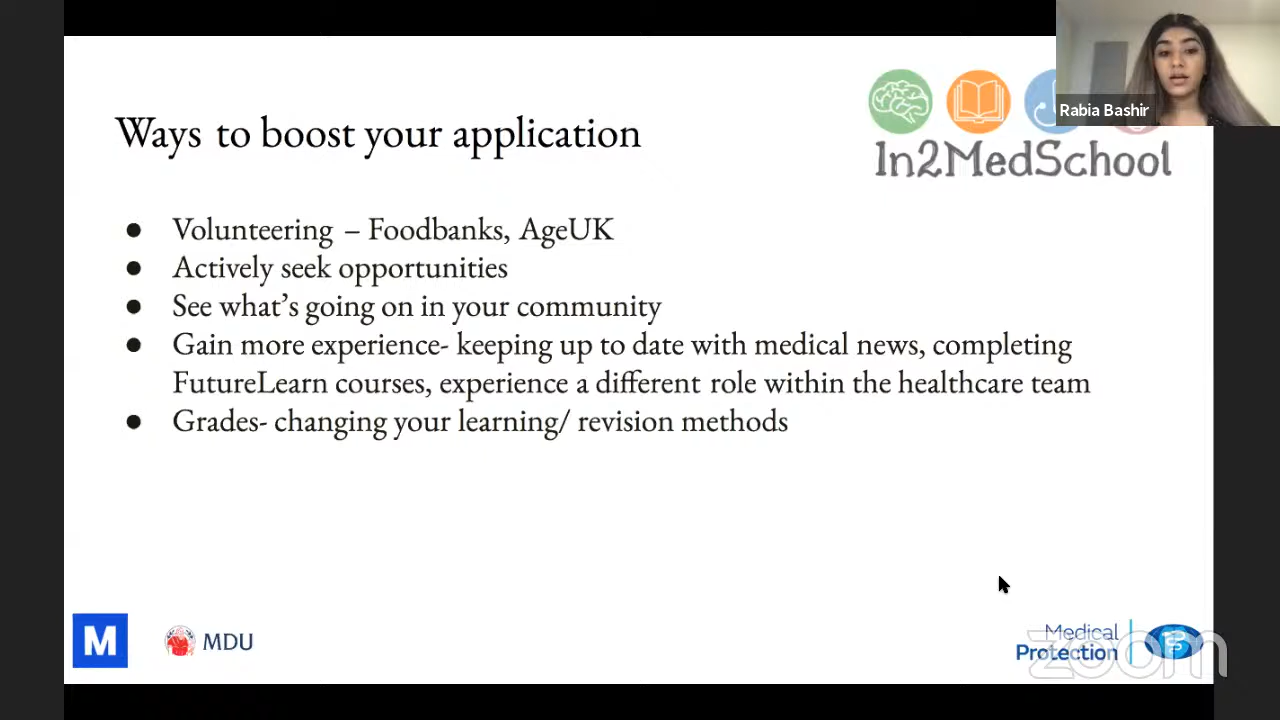 Rabia Bashir
In2MedSchool
Ways to boost your application
● Volunteering – Foodbanks, AgeUK
● Actively seek opportunities
● See what’s going on in your community
● Gain more experience- keeping up to date with medical news, completing
FutureLearn courses, experience a different role within the healthcare team
● Grades- changing your learning/ revision methods
M
MDU
Medical
Protection
zoom